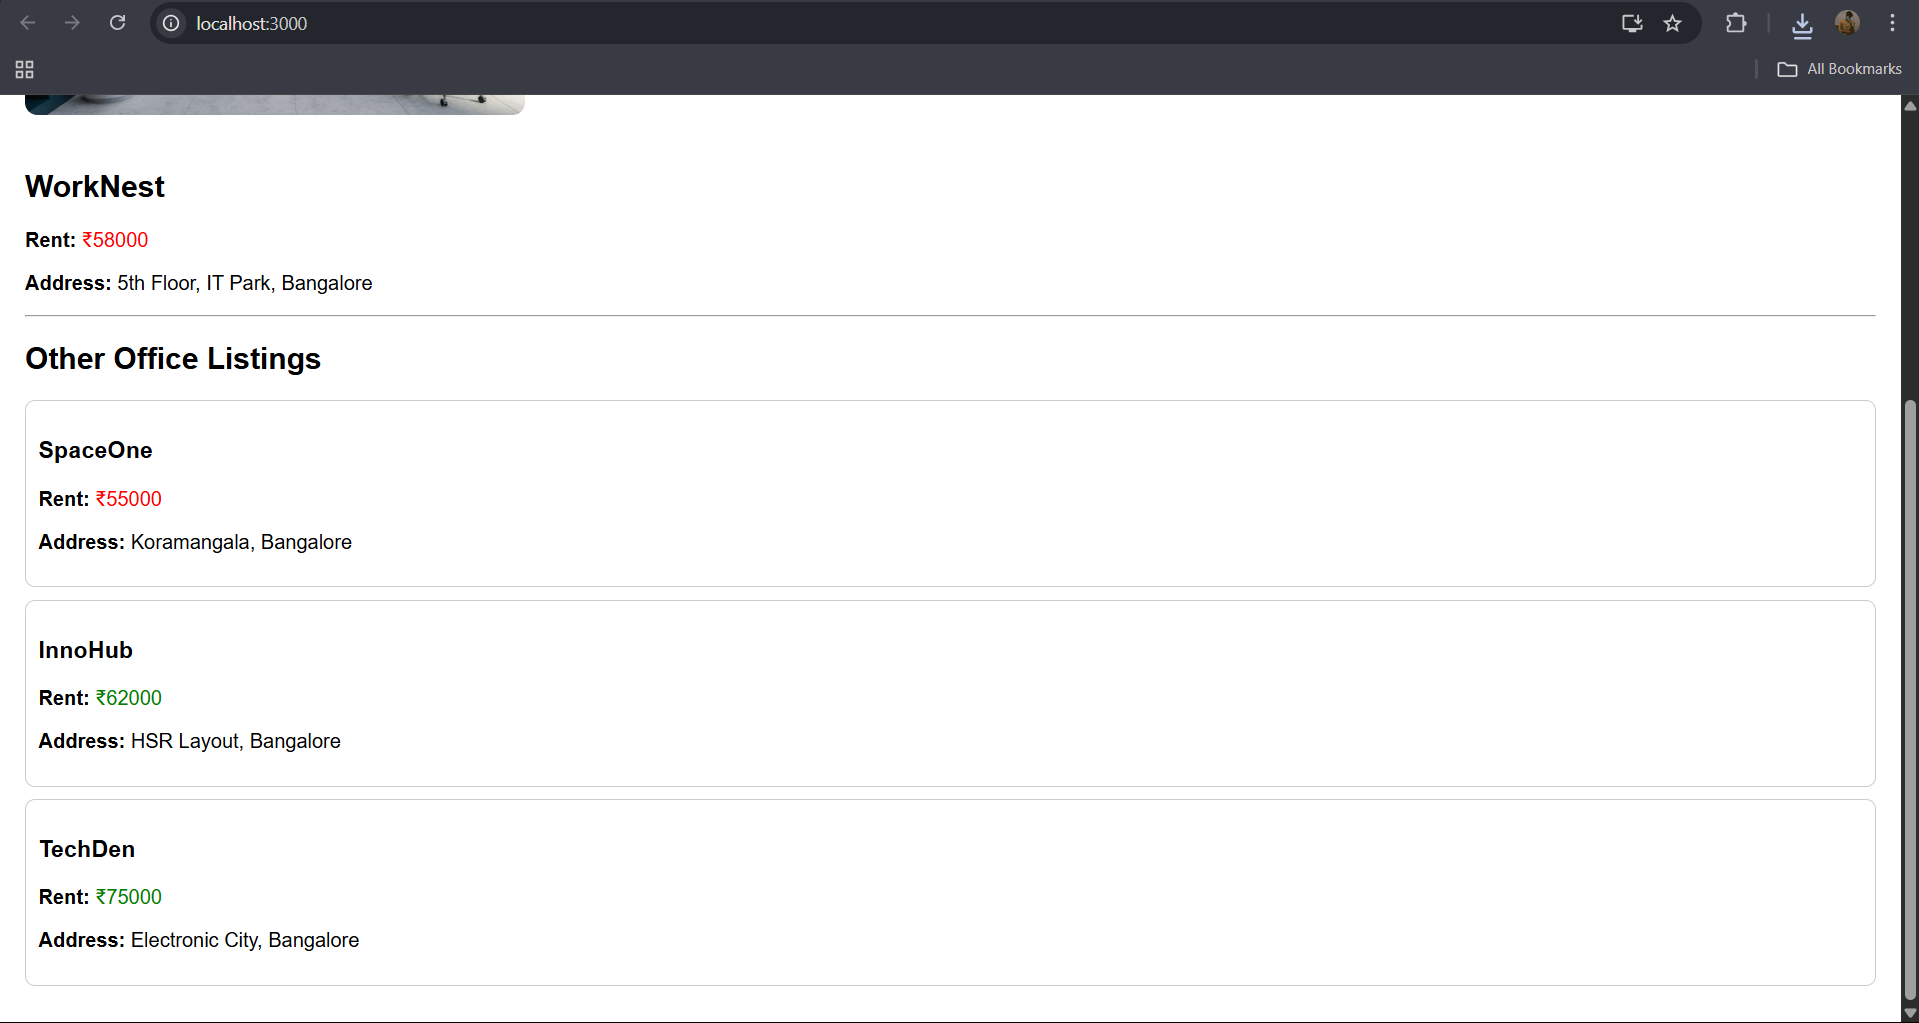 localhost:3000
All Bookmarks
WorkNest
Rent: ₹58000
Address: 5th Floor, IT Park, Bangalore
Other Office Listings
SpaceOne
Rent: ₹55000
Address: Koramangala, Bangalore
InnoHub
Rent: ₹62000
Address: HSR Layout, Bangalore
TechDen
Rent: ₹75000
Address: Electronic City, Bangalore